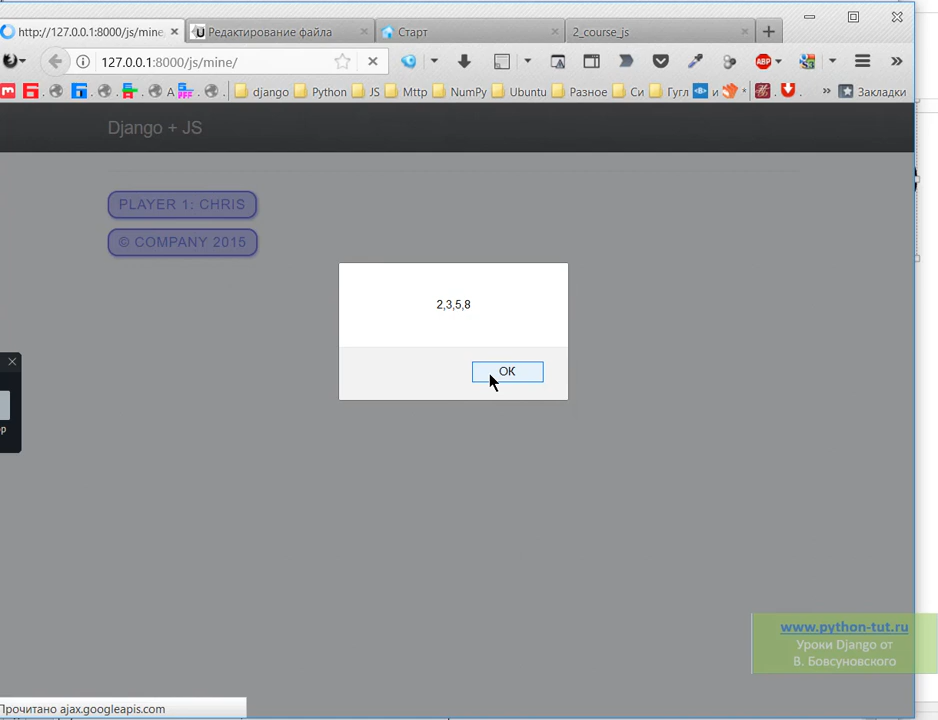 http://127.0.0.1:8000/js/mine
Редактирование файла
Старт
2_course_js
127.0.0.1:8000/js/mine/
ABP
django
Python
JS
Mttp
NumPy
Ubuntu
Разное
Си
Гугл
и
Закладки
Django + JS
PLAYER 1: CHRIS
© COMPANY 2015
2,3,5,8
OK
ор
www.python-tut.ru
Уроки Django от
В. Бовсуновского
Прочитано ajax.googleapis.com